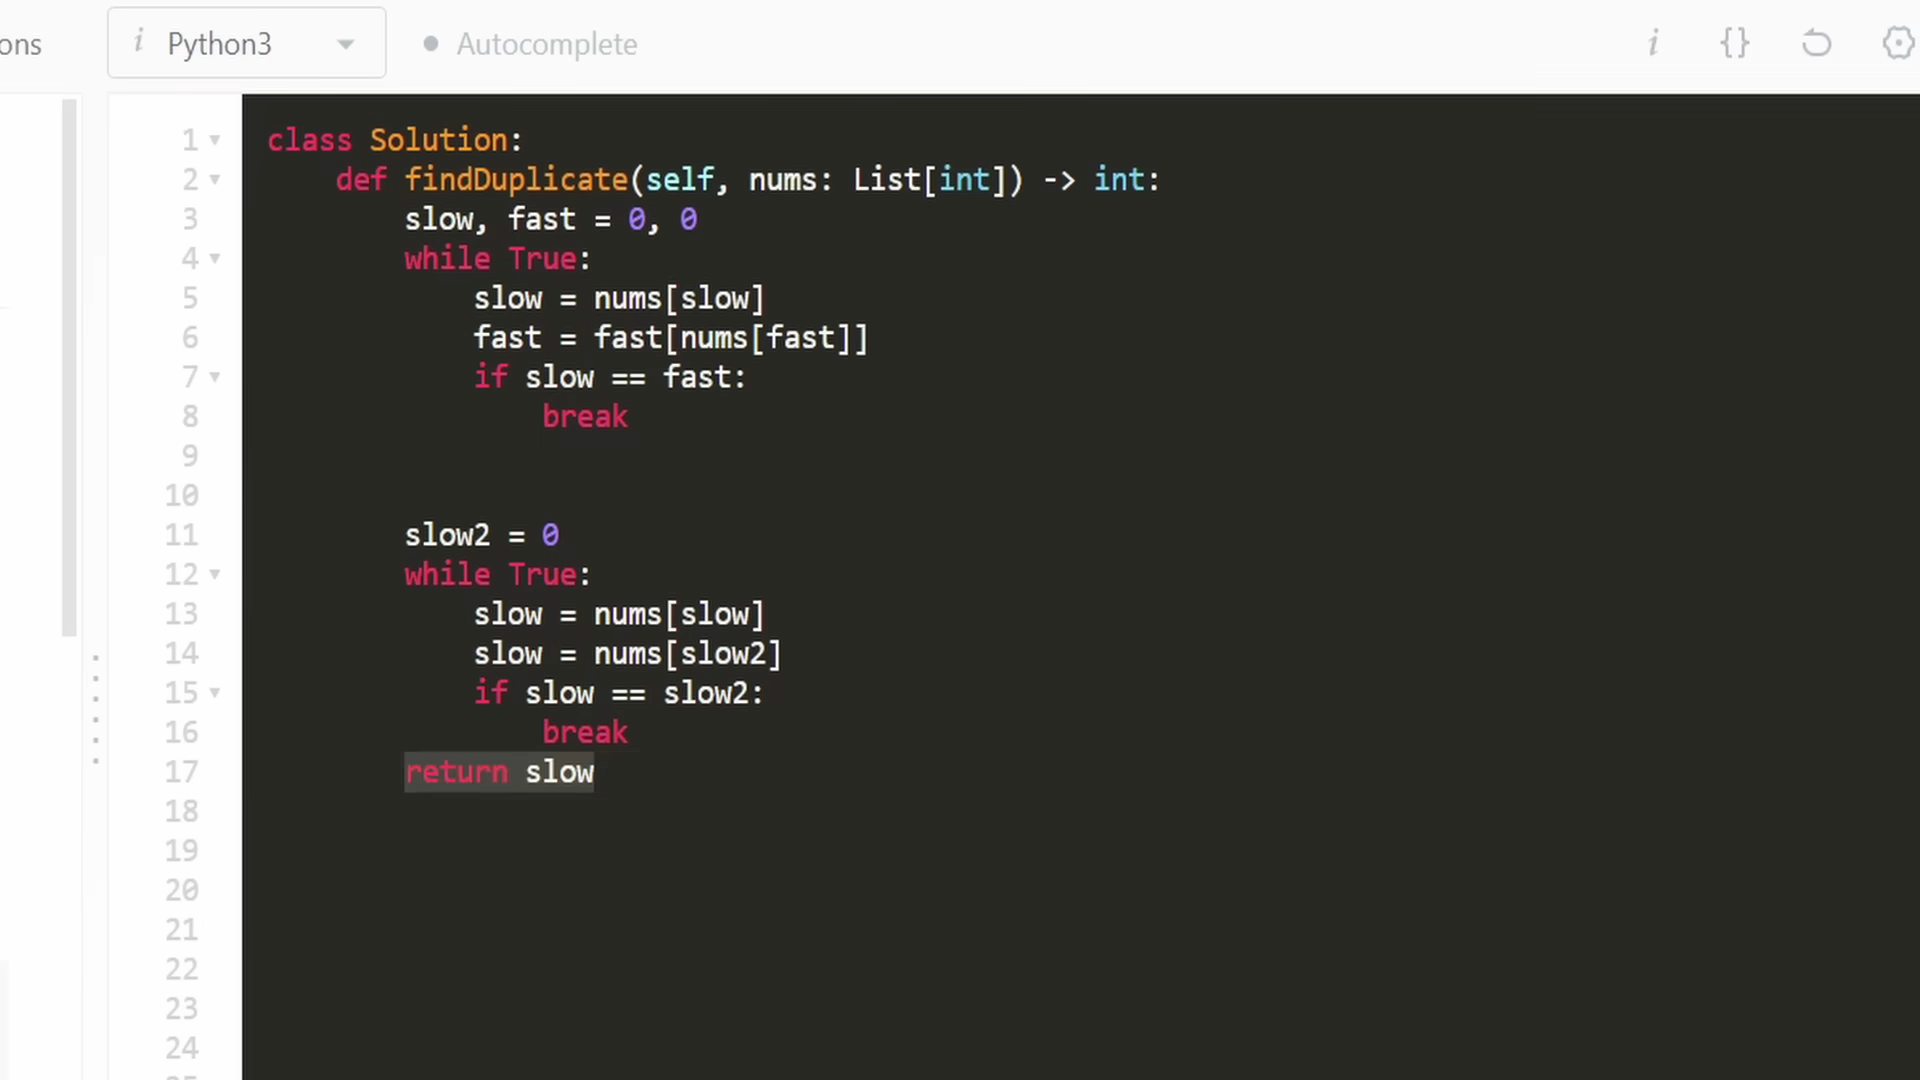 ons
i Python3
Autocomplete
i {}
1 class Solution:
2 def findDuplicate(self, nums: List[int]) -> int:
3 slow, fast = 0, 0
4 while True:
5 slow = nums[slow]
6 fast = fast[nums[fast]]
7 if slow == fast:
8 break
9
10
11 slow2 = 0
12 while True:
13 slow = nums[slow]
14 slow = nums[slow2]
15 if slow == slow2:
16 break
17 return slow
18
19
20
21
22
23
24